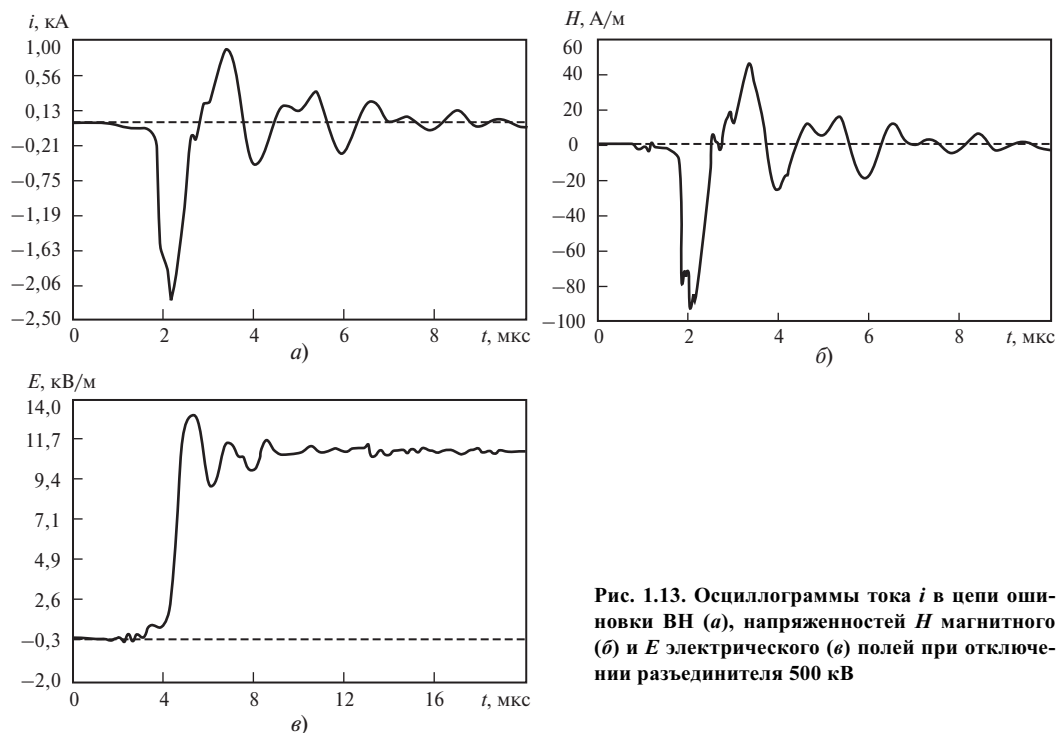 i, кА
1,00
0,56
0,13
−0,21
−0,75
−1,19
−1,63
−2,06
−2,50
0 2 4 6 8 t, мкс
а)
H, А/м
60
40
20
0
−20
−40
−60
−80
−100
0 2 4 6 8 t, мкс
б)
E, кВ/м
14,0
11,7
9,4
7,1
4,9
2,6
−0,3
−2,0
0 4 8 12 16 t, мкс
в)
Рис. 1.13. Осциллограммы тока i в цепи оши-
новки ВН (а), напряженностей H магнитного
(б) и E электрического (в) полей при отключе-
нии разъединителя 500 кВ